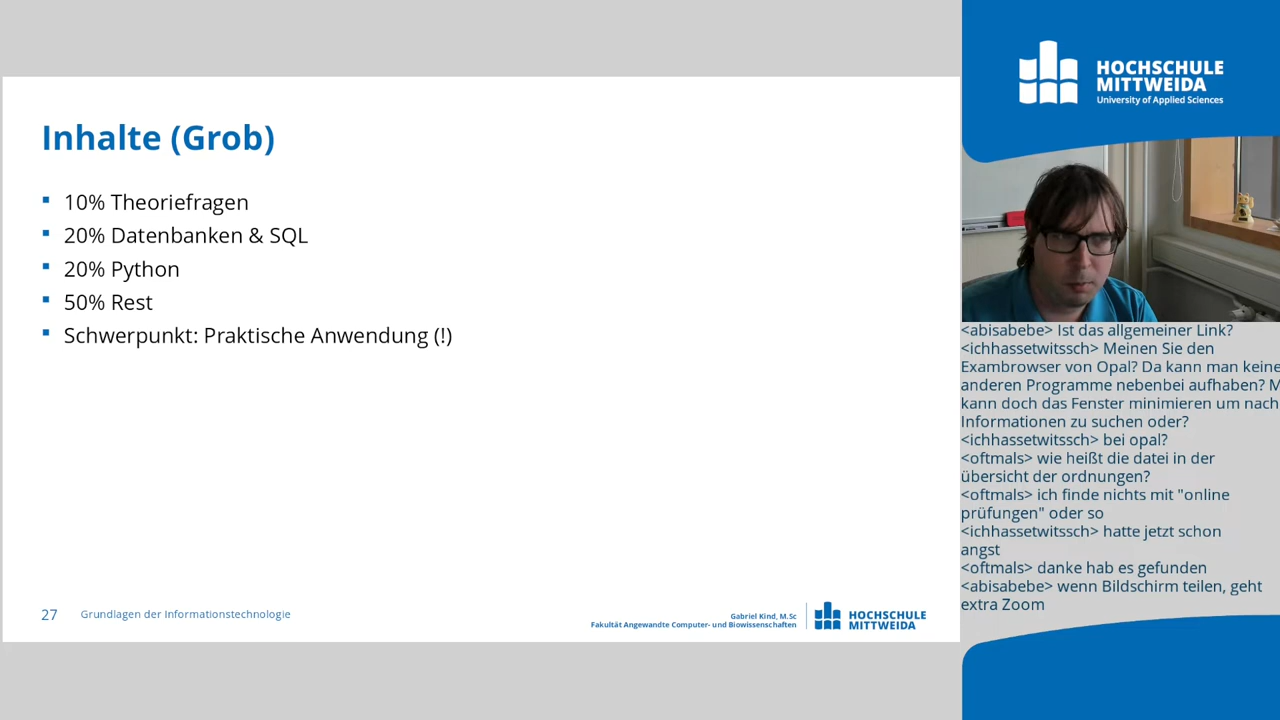 Inhalte (Grob)
10% Theoriefragen
20% Datenbanken & SQL
20% Python
50% Rest
Schwerpunkt: Praktische Anwendung (!)
27
Grundlagen der Informationstechnologie
Gabriel Kind, M.Sc
Fakultät Angewandte Computer- und Biowissenschaften
HOCHSCHULE
MITTWEIDA
HOCHSCHULE
MITTWEIDA
University of Applied Sciences
<abisabebe> Ist das allgemeiner Link?
<ichhassetwitssch> Meinen Sie den
Exambrowser von Opal? Da kann man keine
anderen Programme nebenbei aufhaben? M
kann doch das Fenster minimieren um nach
Informationen zu suchen oder?
<ichhassetwitssch> bei opal?
<oftmals> wie heißt die datei in der
übersicht der ordnungen?
<oftmals> ich finde nichts mit "online
prüfungen" oder so
<ichhassetwitssch> hatte jetzt schon
angst
<oftmals> danke hab es gefunden
<abisabebe> wenn Bildschirm teilen, geht
extra Zoom